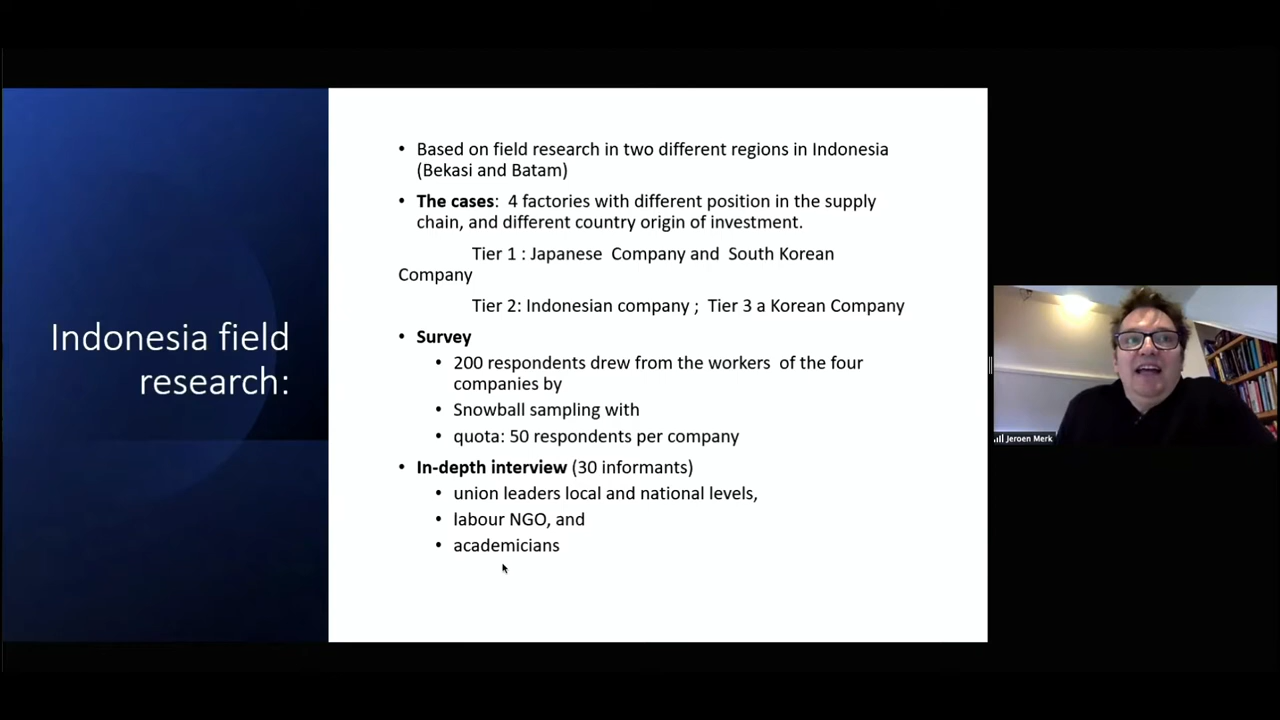 Indonesia field
research:
• Based on field research in two different regions in Indonesia
(Bekasi and Batam)
• The cases: 4 factories with different position in the supply
chain, and different country origin of investment.
Tier 1 : Japanese Company and South Korean
Company
Tier 2: Indonesian company ; Tier 3 a Korean Company
• Survey
• 200 respondents drew from the workers of the four
companies by
• Snowball sampling with
• quota: 50 respondents per company
• In-depth interview (30 informants)
• union leaders local and national levels,
• labour NGO, and
• academicians
Jeroen Merk